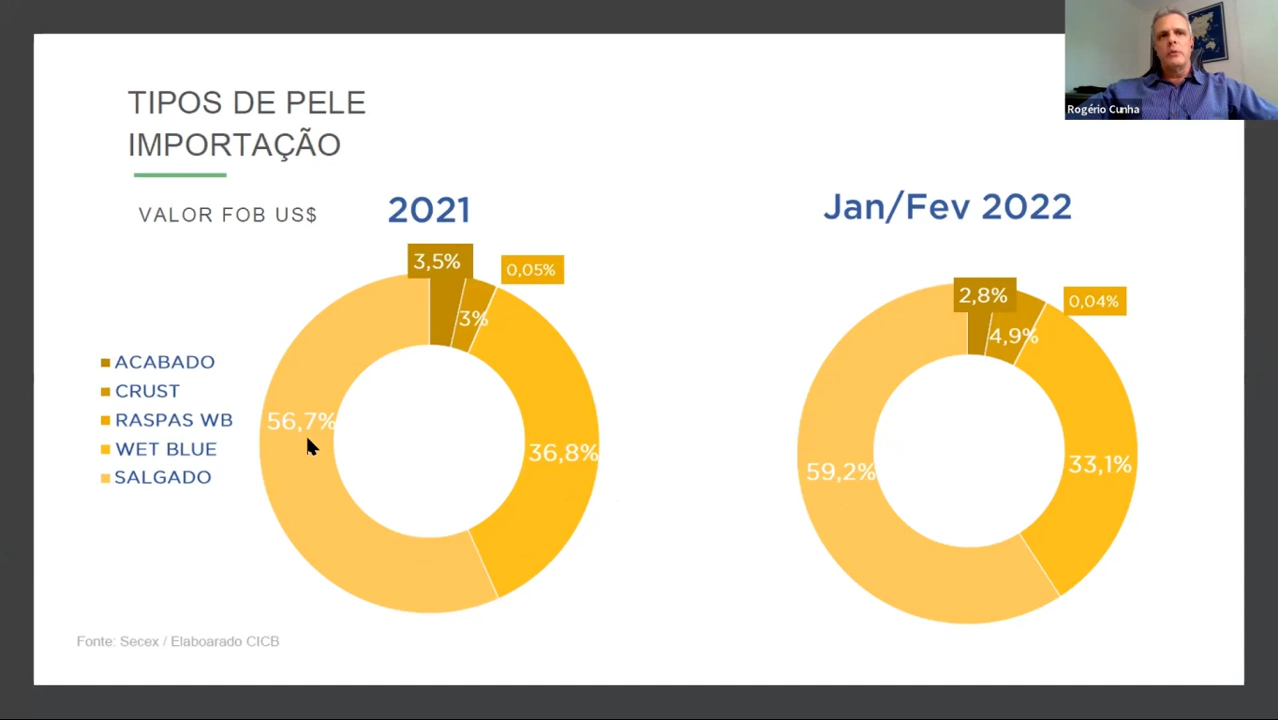 Rogério Cunha
TIPOS DE PELE
IMPORTAÇÃO
VALOR FOB US$
2021
Jan/Fev 2022
3,5%
0,05%
3%
56,7%
36,8%
ACABADO
CRUST
RASPAS WB
WET BLUE
SALGADO
2,8%
0,04%
4,9%
59,2%
33,1%
Fonte: Secex / Elaboarado CICB